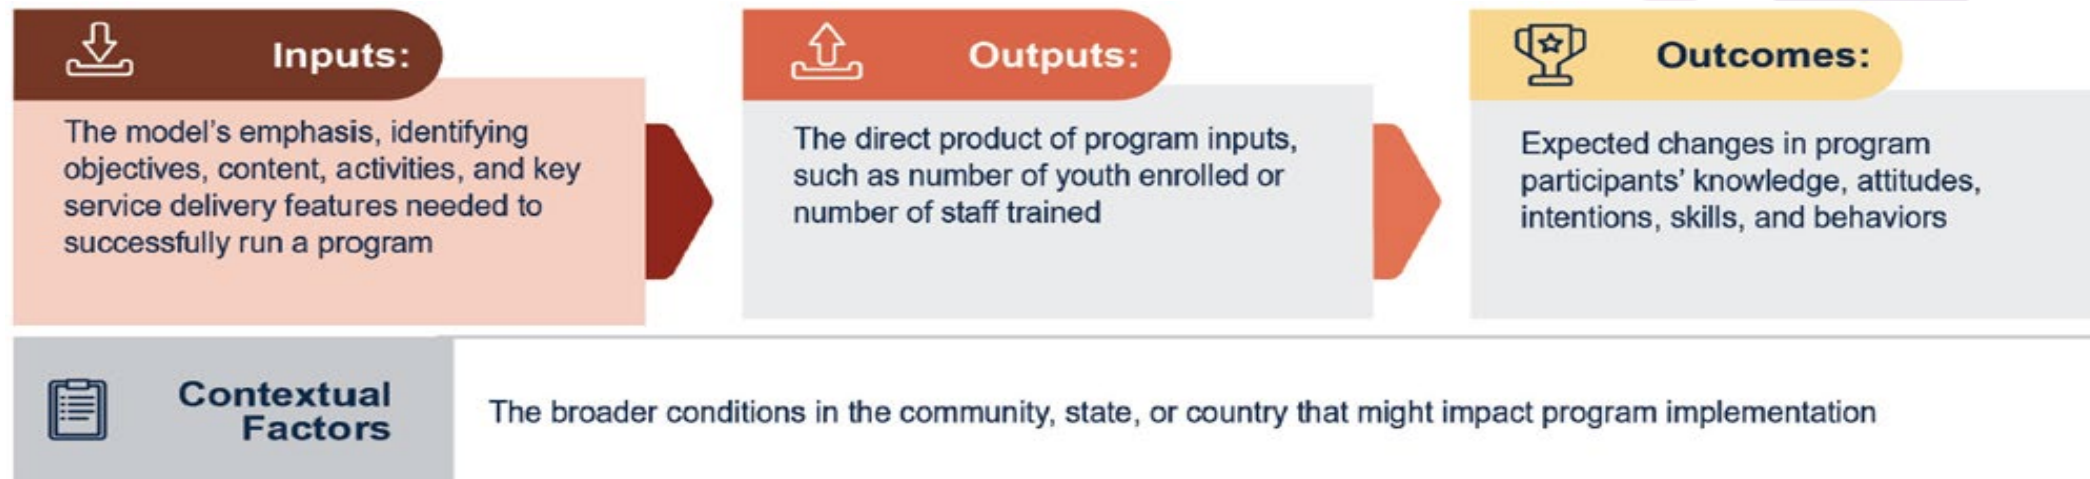 Inputs:
The model's emphasis, identifying
objectives, content, activities, and key
service delivery features needed to
successfully run a program
Outputs:
The direct product of program inputs,
such as number of youth enrolled or
number of staff trained
Outcomes:
Expected changes in program
participants' knowledge, attitudes,
intentions, skills, and behaviors
Contextual
Factors
The broader conditions in the community, state, or country that might impact program implementation